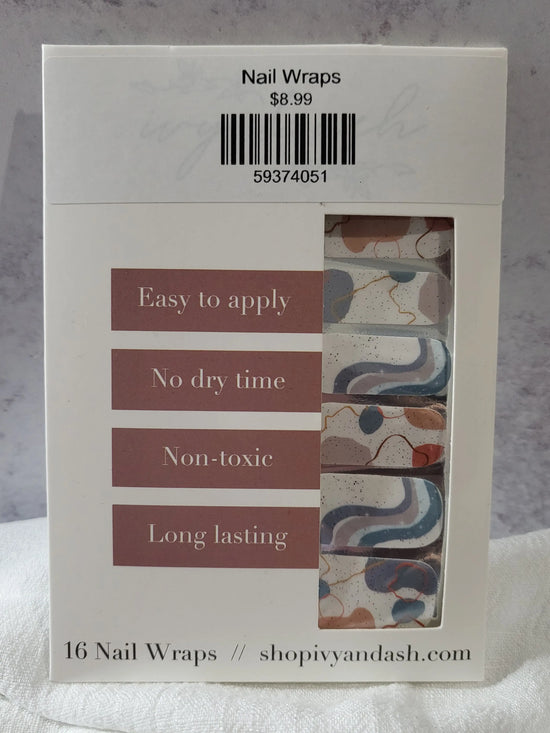 Nail Wraps
$8.99
59374051
Easy to apply
No dry time
Non-toxic
Long lasting
16 Nail Wraps // shopivyandash.com